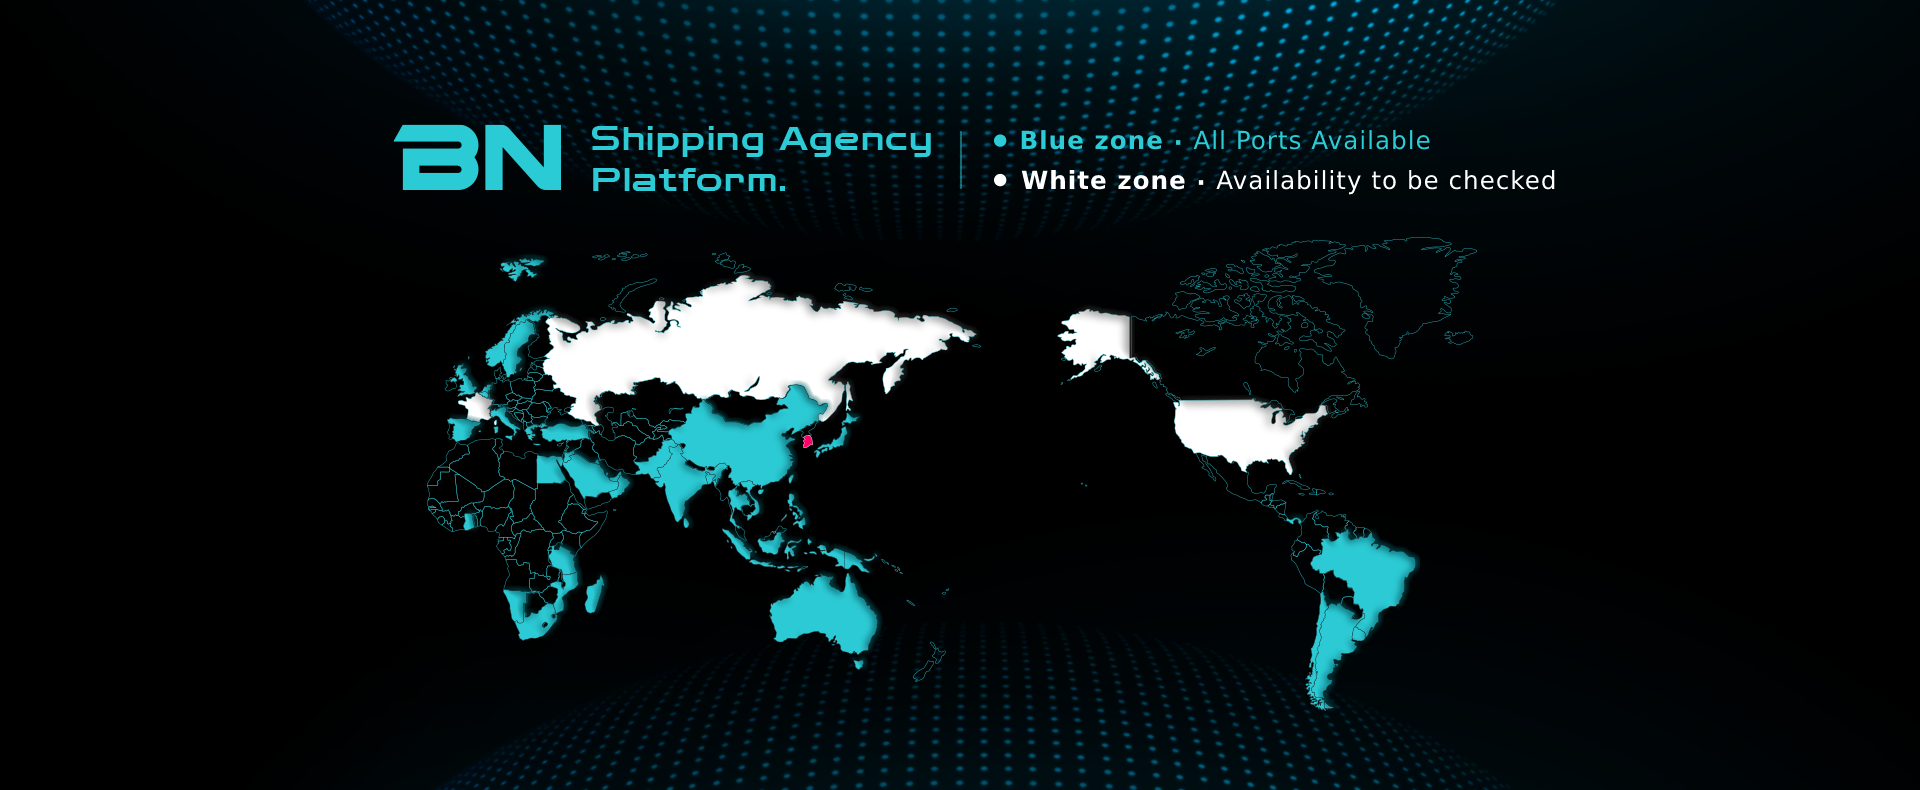 BN
Shipping Agency
Platform.
Blue zone · All Ports Available
White zone · Availability to be checked